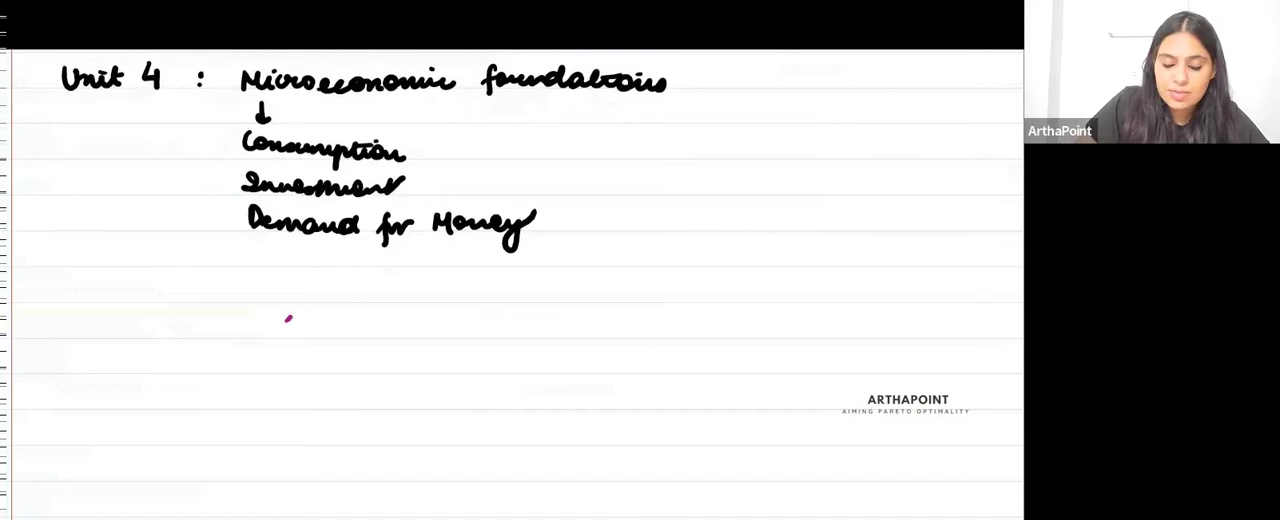 Unit 4 : Microeconomic foundations
↓
Consumption
Investment
Demand for Money
ArthaPoint
ARTHAPOINT
AIMING PARETO OPTIMALITY